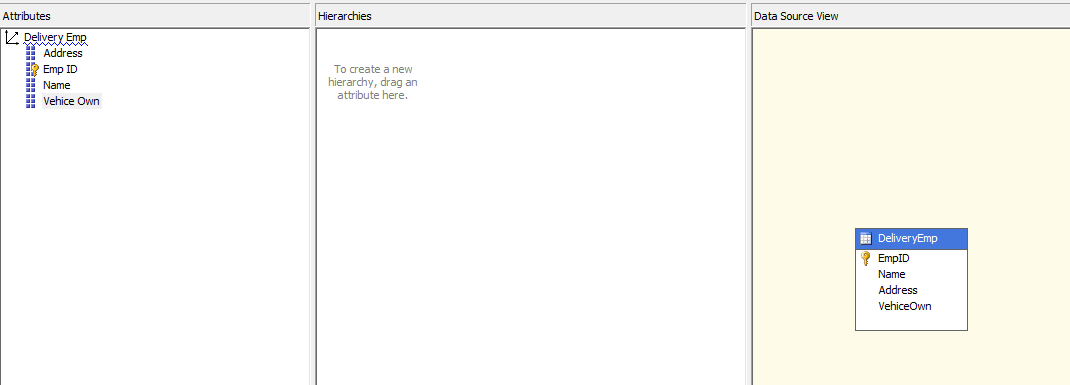 Attributes
Delivery Emp
Address
Emp ID
Name
Vehice Own
Hierarchies
To create a new
hierarchy, drag an
attribute here.
Data Source View
DeliveryEmp
EmpID
Name
Address
VehiceOwn